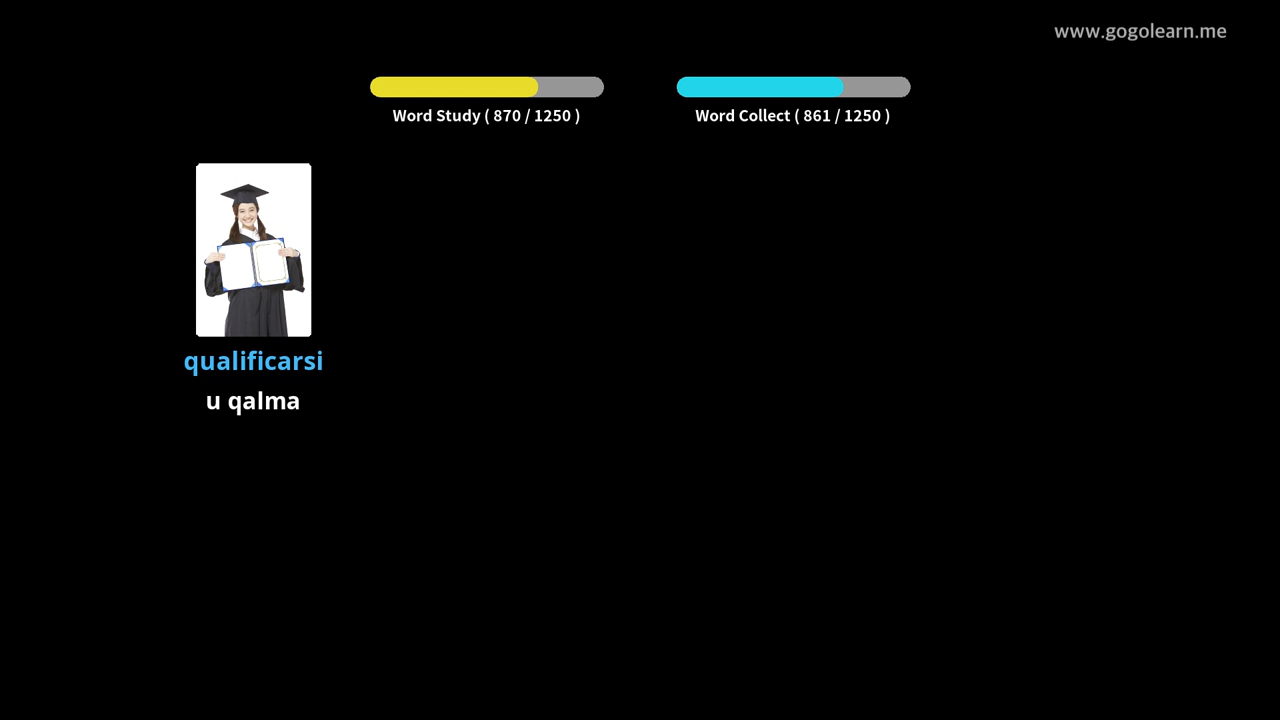 www.gogolearn.me
Word Study ( 870 / 1250 )
Word Collect ( 861 / 1250 )
qualificarsi
u qalma